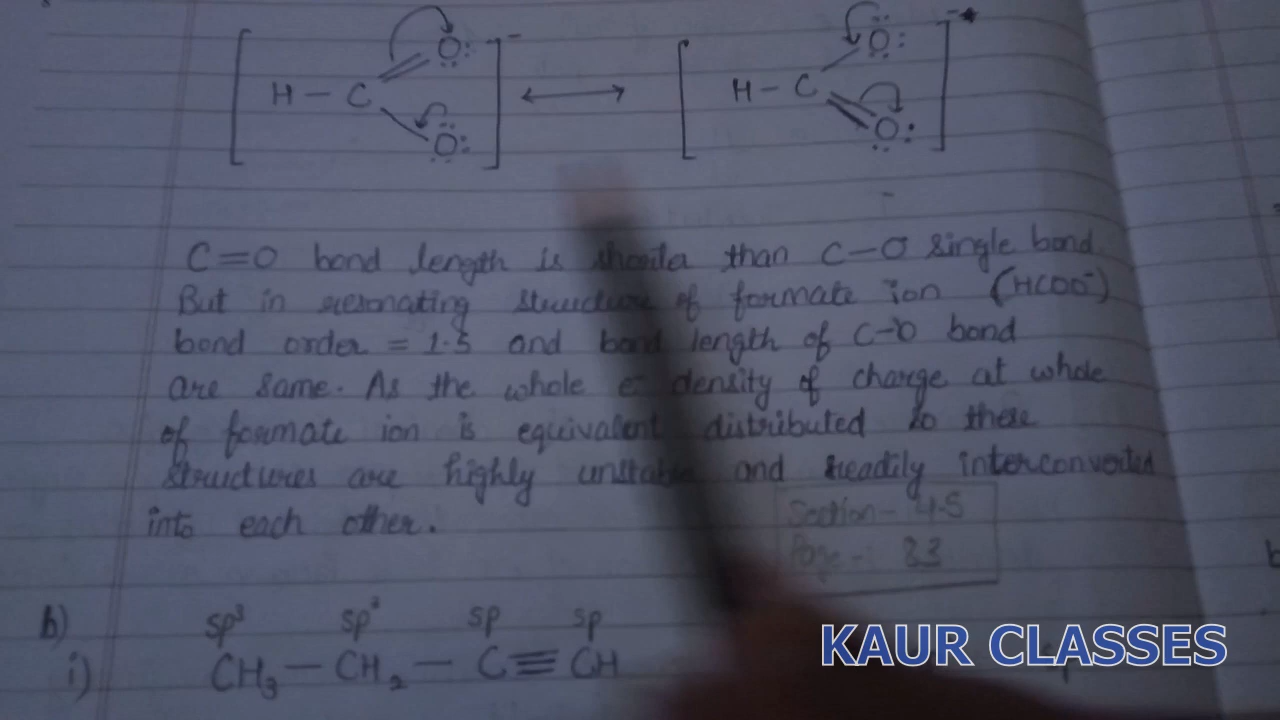 H – C = O: – O: ]⁻ ⟷ [ H – C – O: = O: ]⁻
C=O bond length is shorter than C–O single bond.
But in resonating structure of formate ion (HCOO⁻)
bond order = 1.5 and bond length of C–O bond
are same. As the whole e⁻ density of charge at whole
of formate ion is equivalent distributed to these
structures are highly unstable and readily interconverted
into each other.
Section - 4.5
Page - : 83
b) sp³ sp³ sp sp
i) CH₃ — CH₂ — C≡CH
KAUR CLASSES